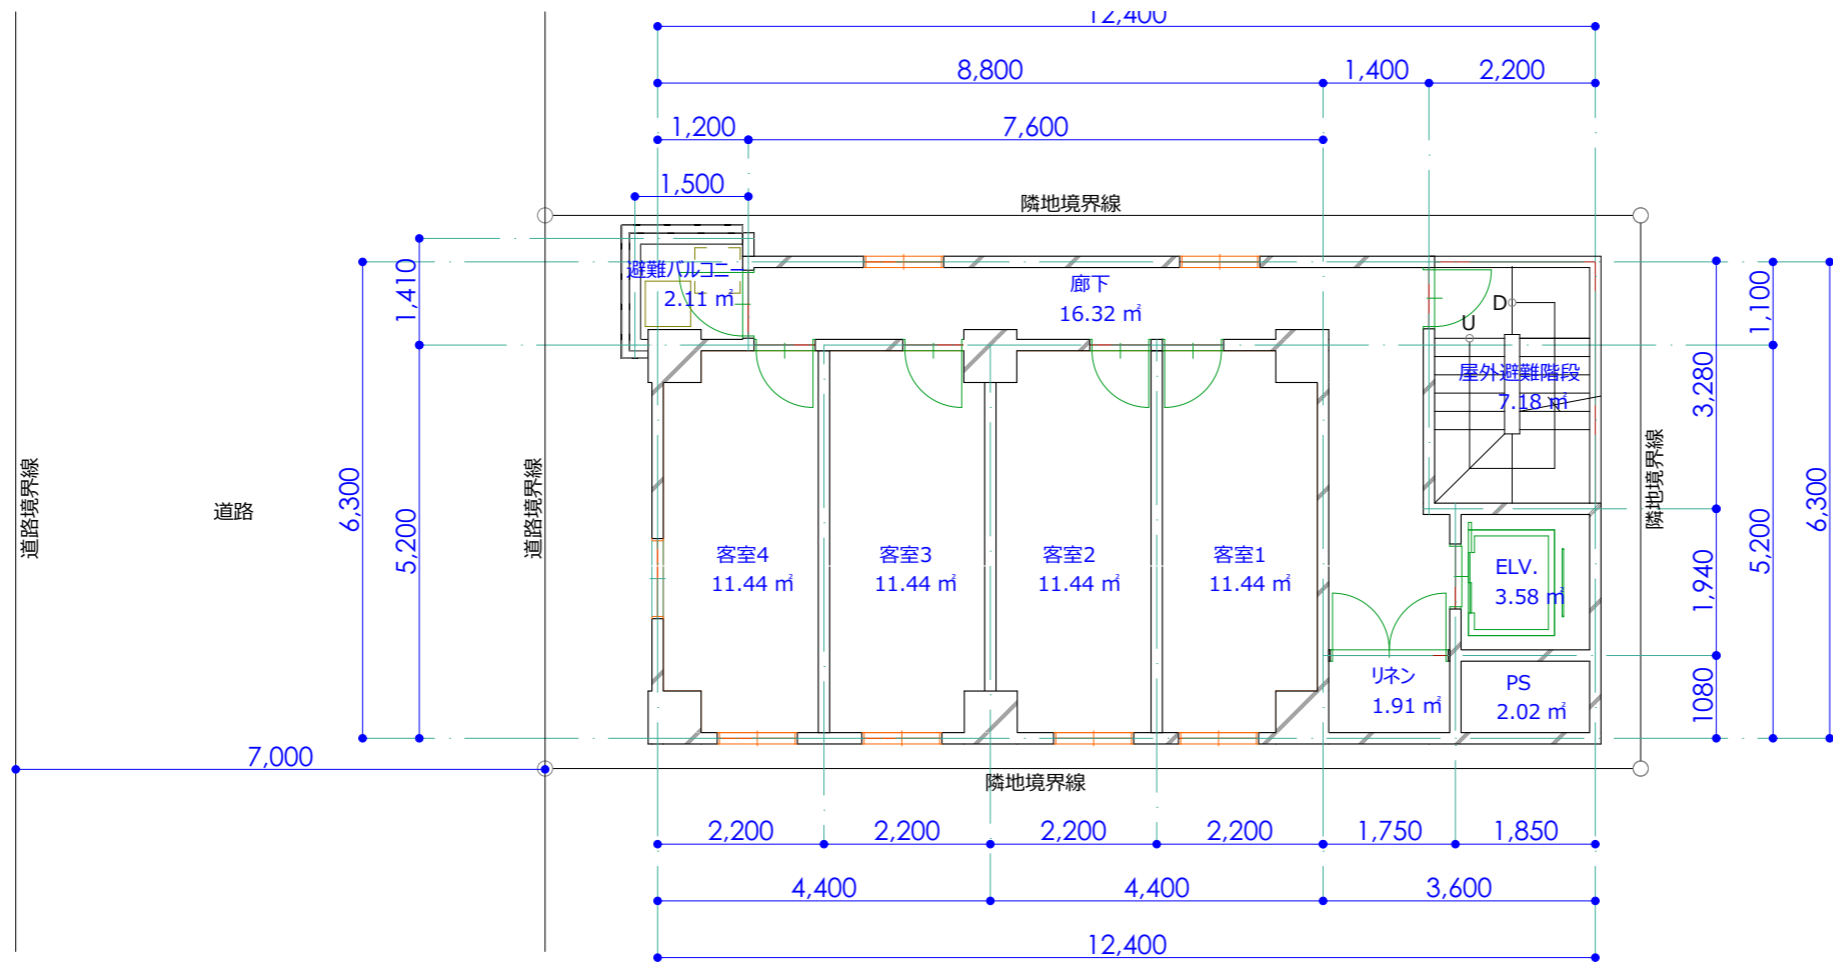 12,400
8,800
1,400
2,200
1,200
7,600
1,500
隣地境界線
避難バルコニー
2.11 ㎡
廊下
16.32 ㎡
D
U
屋外避難階段
7.18 ㎡
1,410
5,200
6,300
1,100
3,280
1,940
1080
5,200
6,300
道路境界線
道路
道路境界線
隣地境界線
客室4
11.44 ㎡
客室3
11.44 ㎡
客室2
11.44 ㎡
客室1
11.44 ㎡
ELV.
3.58 ㎡
リネン
1.91 ㎡
PS
2.02 ㎡
7,000
隣地境界線
2,200
2,200
2,200
2,200
1,750
1,850
4,400
4,400
3,600
12,400